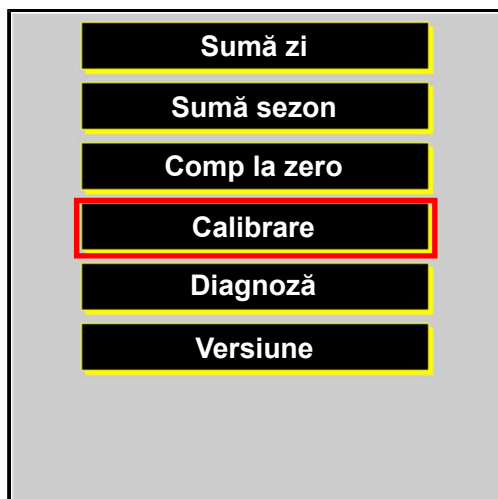 Sumă zi
Sumă sezon
Comp la zero
Calibrare
Diagnoză
Versiune